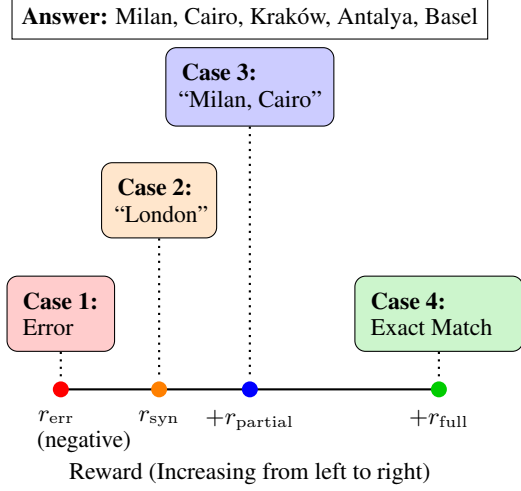 Answer: Milan, Cairo, Kraków, Antalya, Basel
Case 3:
“Milan, Cairo”
Case 2:
“London”
Case 1:
Error
Case 4:
Exact Match
r_err
(negative)
r_syn
+r_partial
+r_full
Reward (Increasing from left to right)